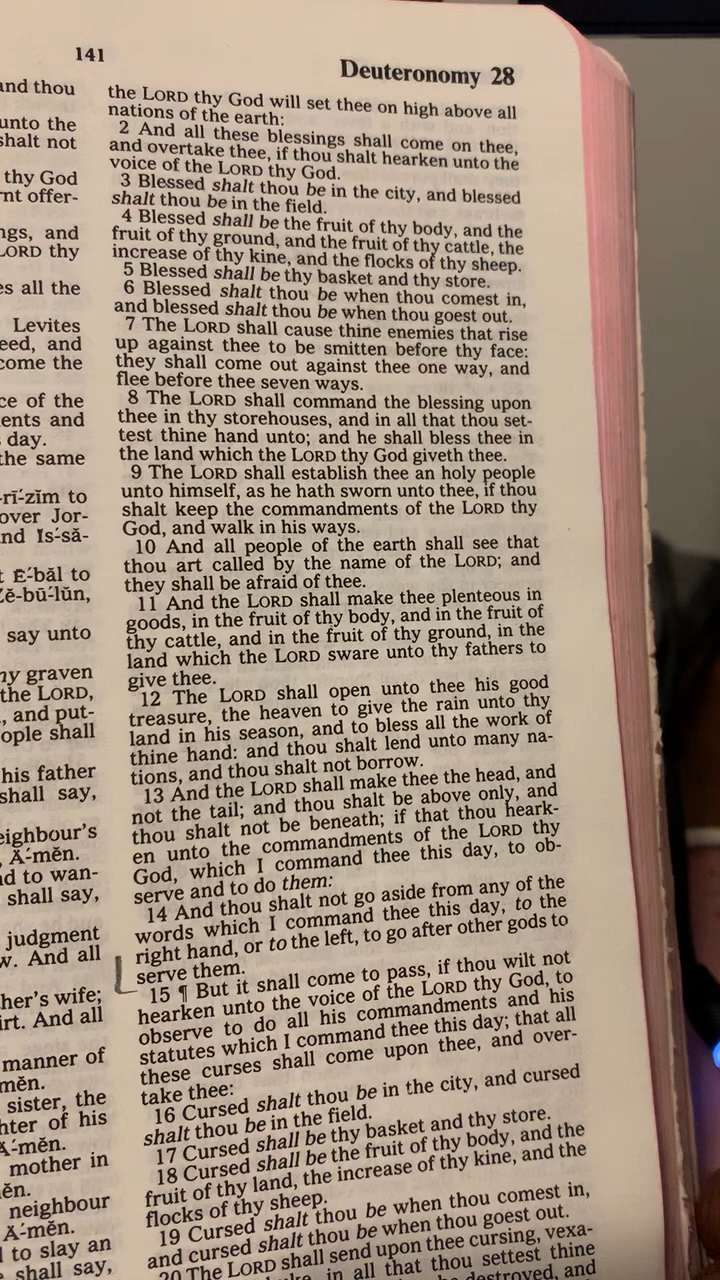 141
Deuteronomy 28
and thou
unto the
shalt not
thy God
nt offer-
ngs, and
LORD thy
es all the
Levites
eed, and
come the
ce of the
ents and
day.
the same
-rī´-zĭm to
over Jor-
nd Is´-să-
t Ē´-băl to
Zĕ-bū´-lŭn,
say unto
ny graven
the LORD,
, and put-
ople shall
his father
shall say,
eighbour's
Ä´-mĕn.
d to wan-
shall say,
judgment
w. And all
her's wife;
irt. And all
manner of
mĕn.
sister, the
hter of his
Ä´-mĕn.
mother in
ĕn.
neighbour
Ä´-mĕn.
to slay an
shall say,
the LORD thy God will set thee on high above all
nations of the earth:
2 And all these blessings shall come on thee,
and overtake thee, if thou shalt hearken unto the
voice of the LORD thy God.
3 Blessed shalt thou be in the city, and blessed
shalt thou be in the field.
4 Blessed shall be the fruit of thy body, and the
fruit of thy ground, and the fruit of thy cattle, the
increase of thy kine, and the flocks of thy sheep.
5 Blessed shall be thy basket and thy store.
6 Blessed shalt thou be when thou comest in,
and blessed shalt thou be when thou goest out.
7 The LORD shall cause thine enemies that rise
up against thee to be smitten before thy face:
they shall come out against thee one way, and
flee before thee seven ways.
8 The LORD shall command the blessing upon
thee in thy storehouses, and in all that thou set-
test thine hand unto; and he shall bless thee in
the land which the LORD thy God giveth thee.
9 The LORD shall establish thee an holy people
unto himself, as he hath sworn unto thee, if thou
shalt keep the commandments of the LORD thy
God, and walk in his ways.
10 And all people of the earth shall see that
thou art called by the name of the LORD; and
they shall be afraid of thee.
11 And the LORD shall make thee plenteous in
goods, in the fruit of thy body, and in the fruit of
thy cattle, and in the fruit of thy ground, in the
land which the LORD sware unto thy fathers to
give thee.
12 The LORD shall open unto thee his good
treasure, the heaven to give the rain unto thy
land in his season, and to bless all the work of
thine hand: and thou shalt lend unto many na-
tions, and thou shalt not borrow.
13 And the LORD shall make thee the head, and
not the tail; and thou shalt be above only, and
thou shalt not be beneath; if that thou heark-
en unto the commandments of the LORD thy
God, which I command thee this day, to ob-
serve and to do them:
14 And thou shalt not go aside from any of the
words which I command thee this day, to the
right hand, or to the left, to go after other gods to
serve them.
15 ¶ But it shall come to pass, if thou wilt not
hearken unto the voice of the LORD thy God, to
observe to do all his commandments and his
statutes which I command thee this day; that all
these curses shall come upon thee, and over-
take thee:
16 Cursed shalt thou be in the city, and cursed
shalt thou be in the field.
17 Cursed shall be thy basket and thy store.
18 Cursed shall be the fruit of thy body, and the
fruit of thy land, the increase of thy kine, and the
flocks of thy sheep.
19 Cursed shalt thou be when thou comest in,
and cursed shalt thou be when thou goest out.
20 The LORD shall send upon thee cursing, vexa-
in all that thou settest thine
destroyed, and